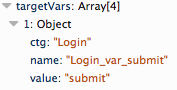 targetVars: Array[4]
1: Object
ctg: "Login"
name: "Login_var_submit"
value: "submit"